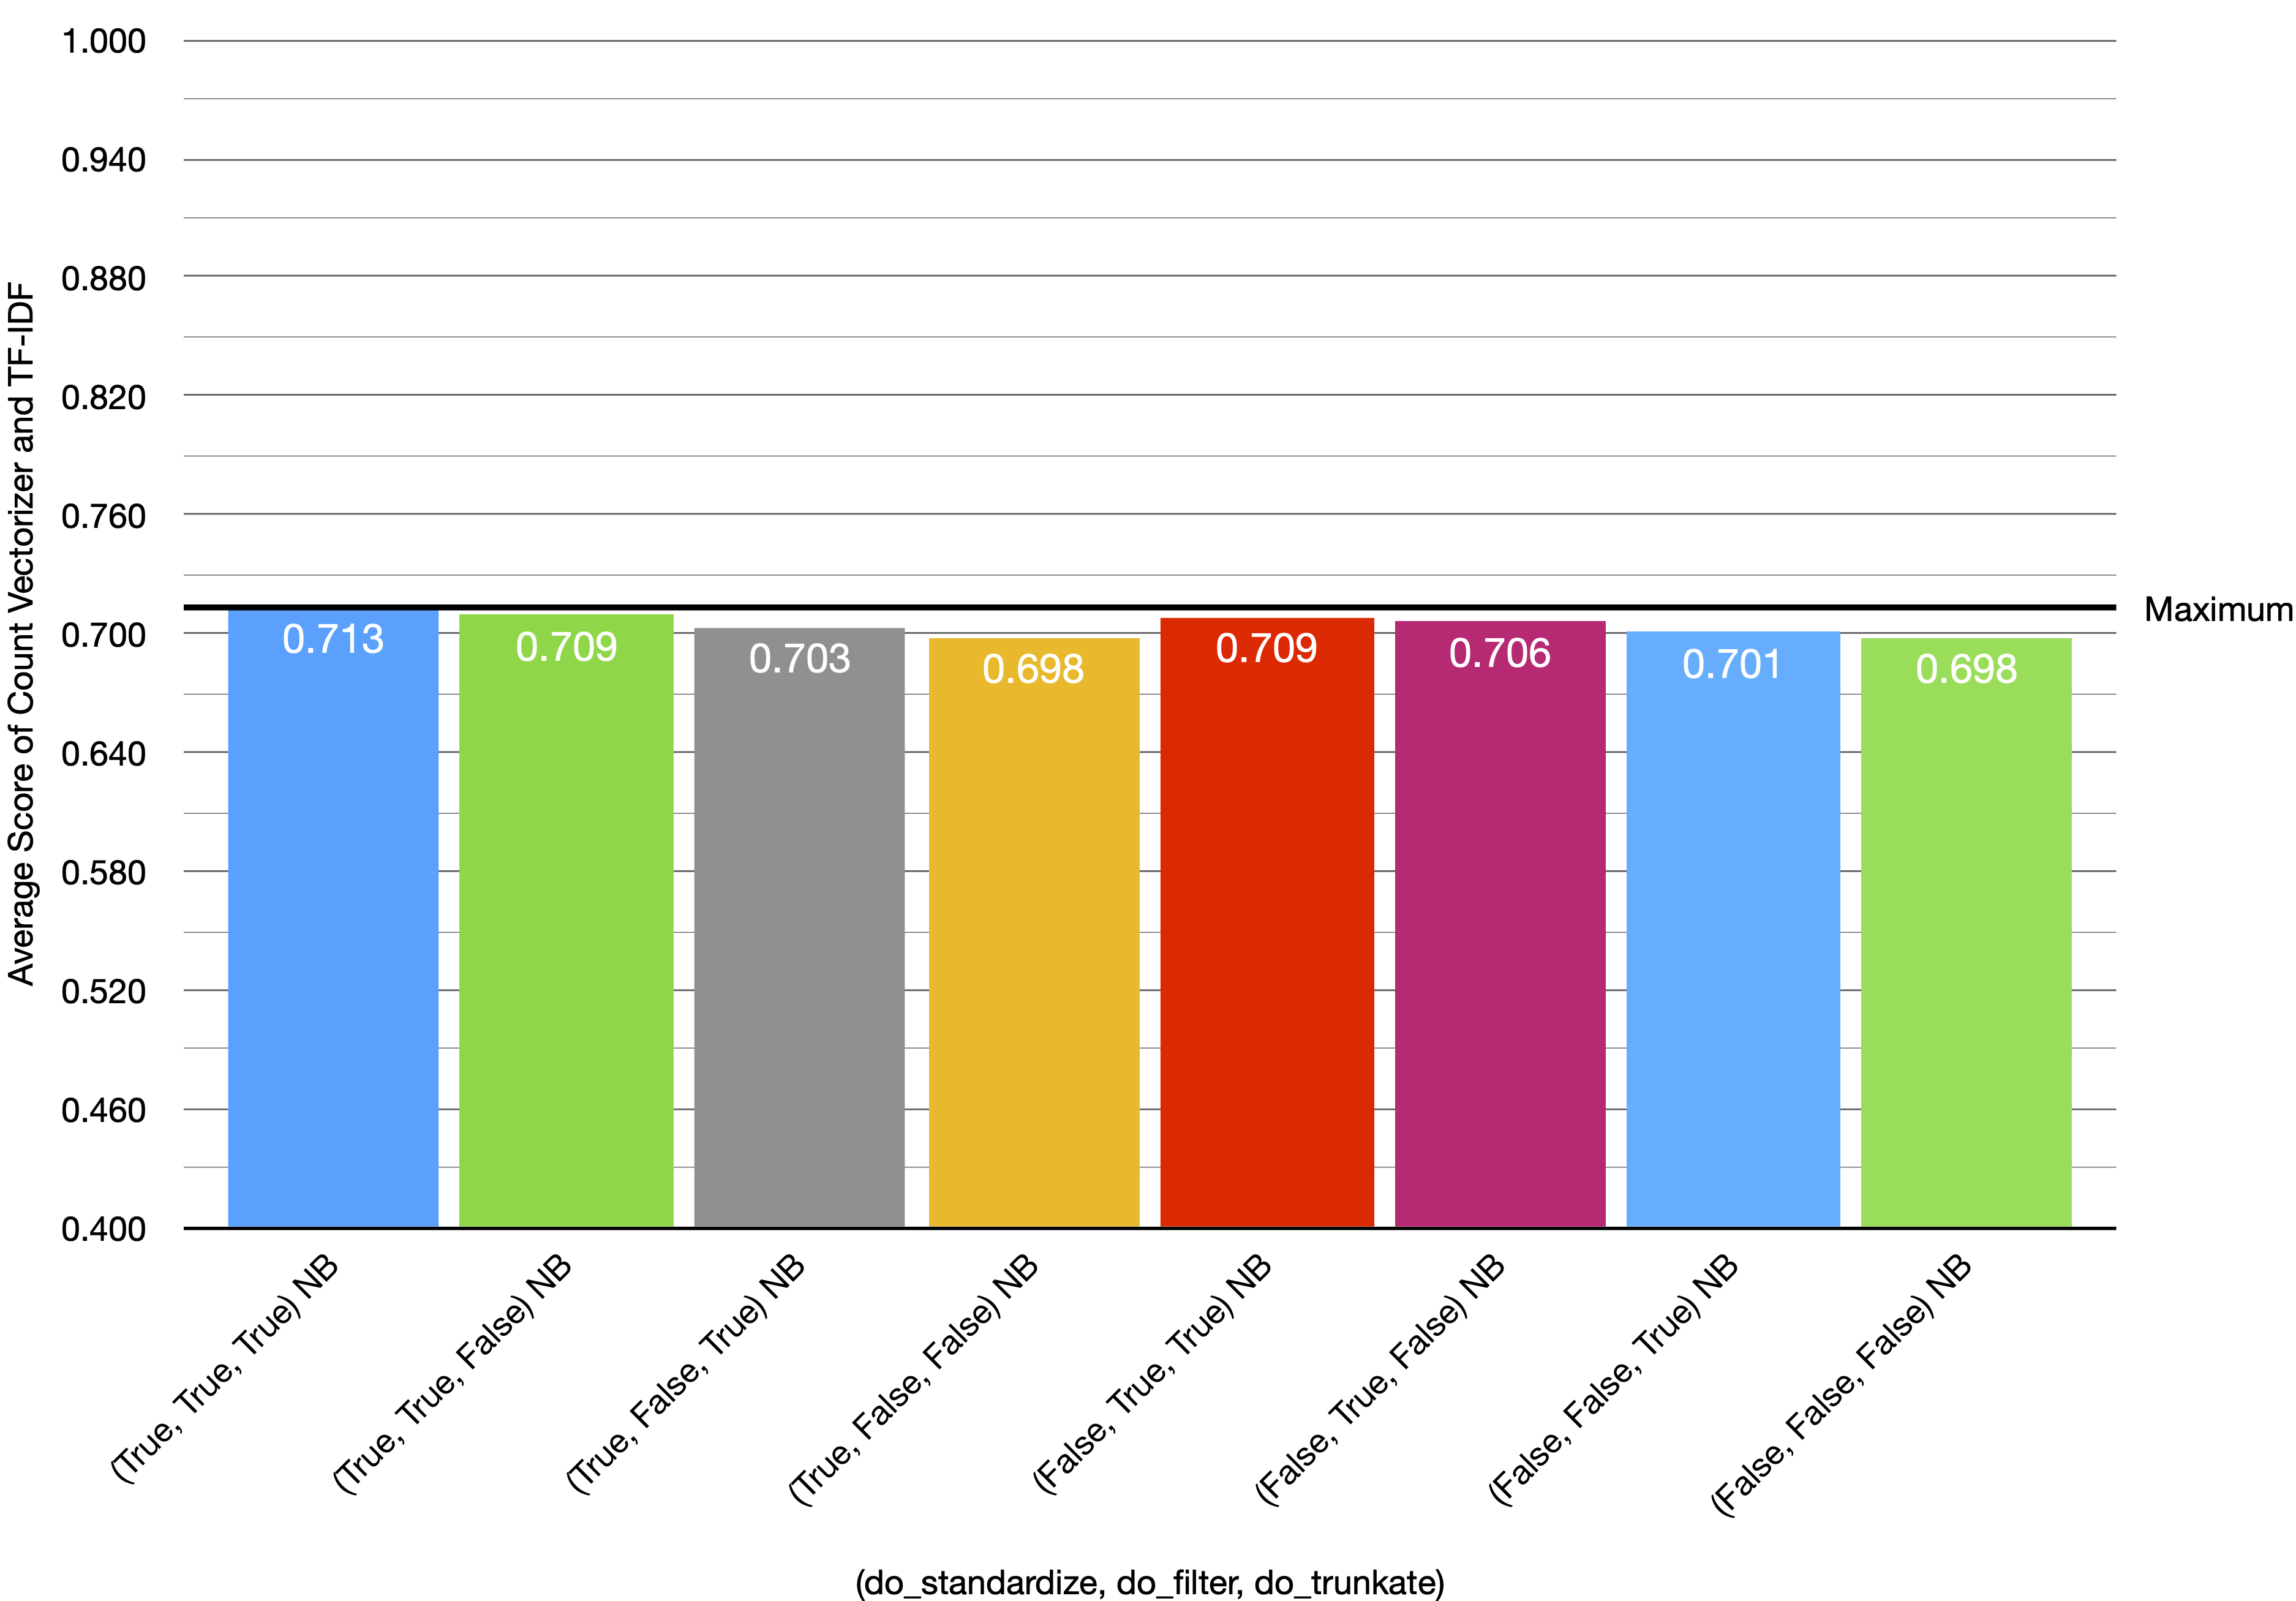 1.000
0.940
0.880
0.820
0.760
0.700
0.640
0.580
0.520
0.460
0.400
Average Score of Count Vectorizer and TF-IDF
Maximum
0.713
0.709
0.703
0.698
0.709
0.706
0.701
0.698
(True, True, True) NB
(True, True, False) NB
(True, False, True) NB
(True, False, False) NB
(False, True, True) NB
(False, True, False) NB
(False, False, True) NB
(False, False, False) NB
(do_standardize, do_filter, do_trunkate)